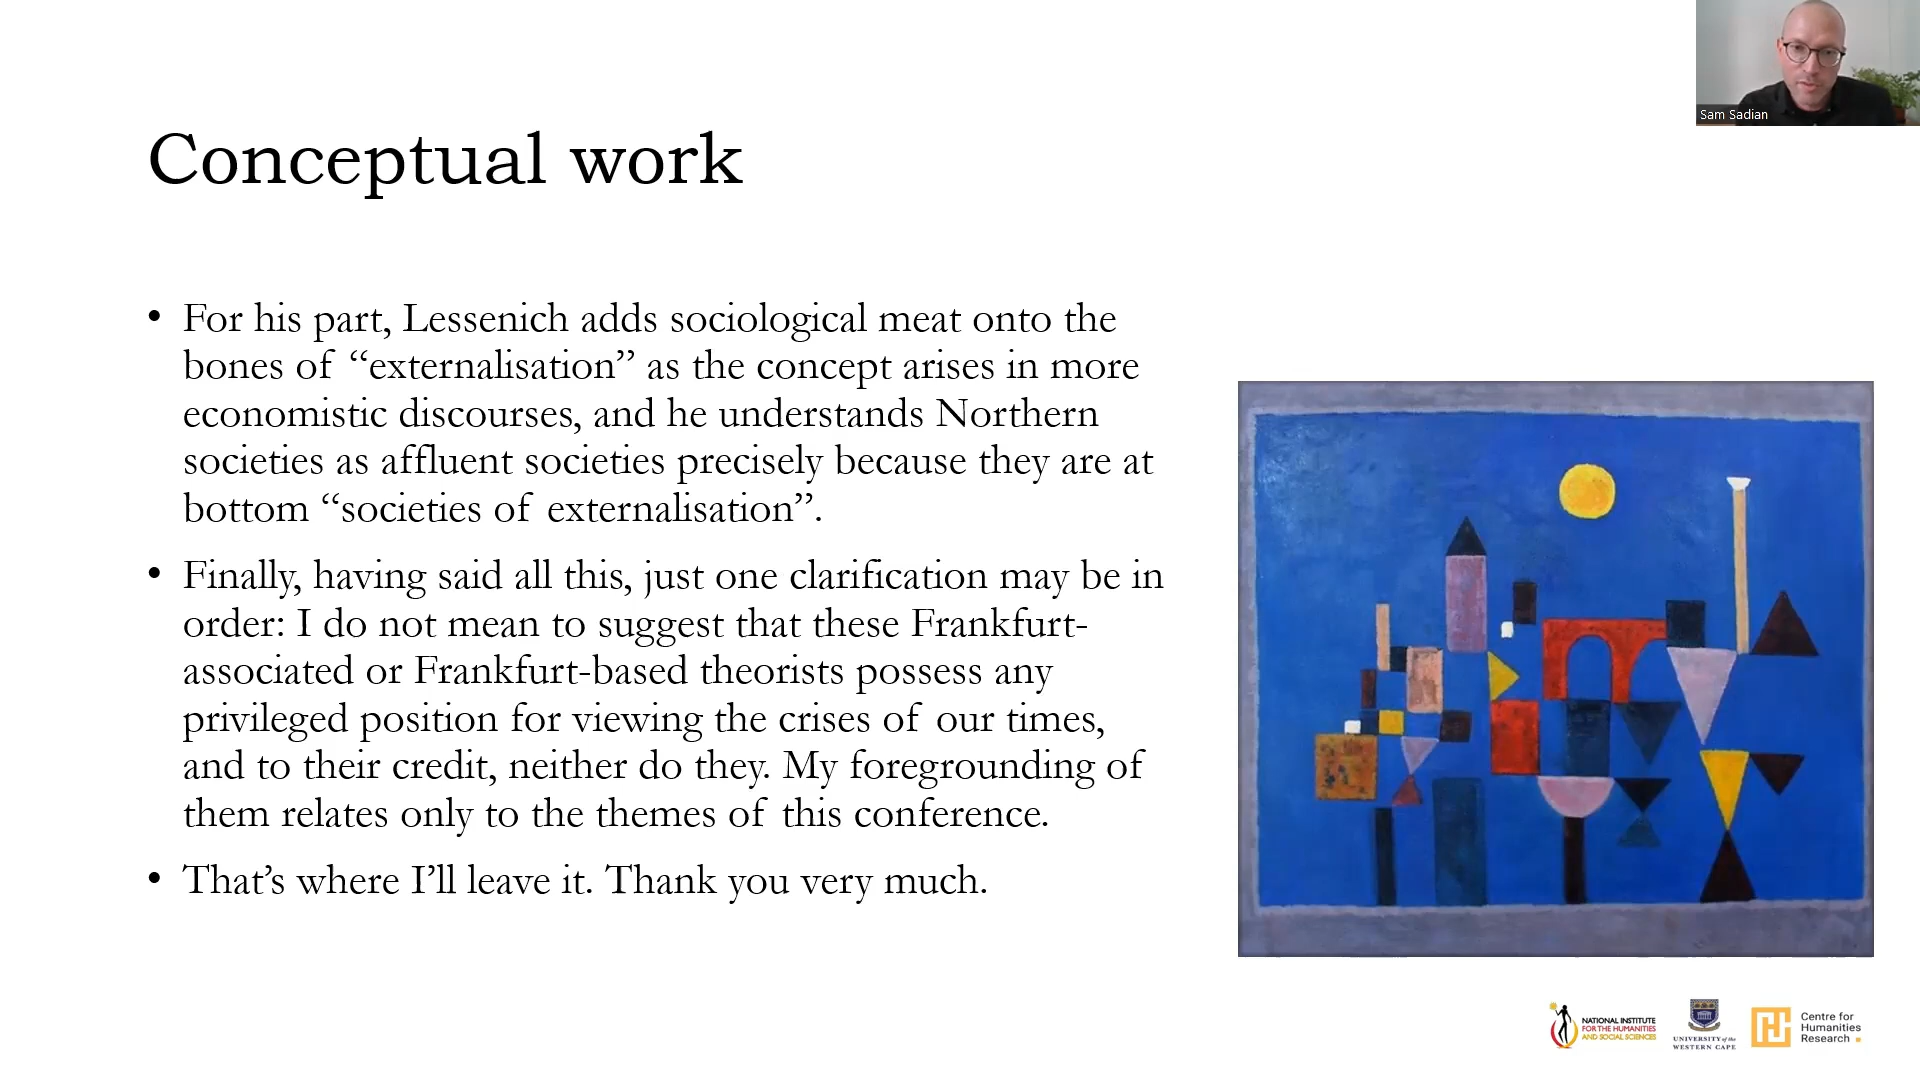 Sam Sadian
Conceptual work
• For his part, Lessenich adds sociological meat onto the
bones of “externalisation” as the concept arises in more
economistic discourses, and he understands Northern
societies as affluent societies precisely because they are at
bottom “societies of externalisation”.
• Finally, having said all this, just one clarification may be in
order: I do not mean to suggest that these Frankfurt-
associated or Frankfurt-based theorists possess any
privileged position for viewing the crises of our times,
and to their credit, neither do they. My foregrounding of
them relates only to the themes of this conference.
• That’s where I’ll leave it. Thank you very much.
NATIONAL INSTITUTE
FOR THE HUMANITIES
AND SOCIAL SCIENCES
UNIVERSITY of the
WESTERN CAPE
Centre for
Humanities
Research